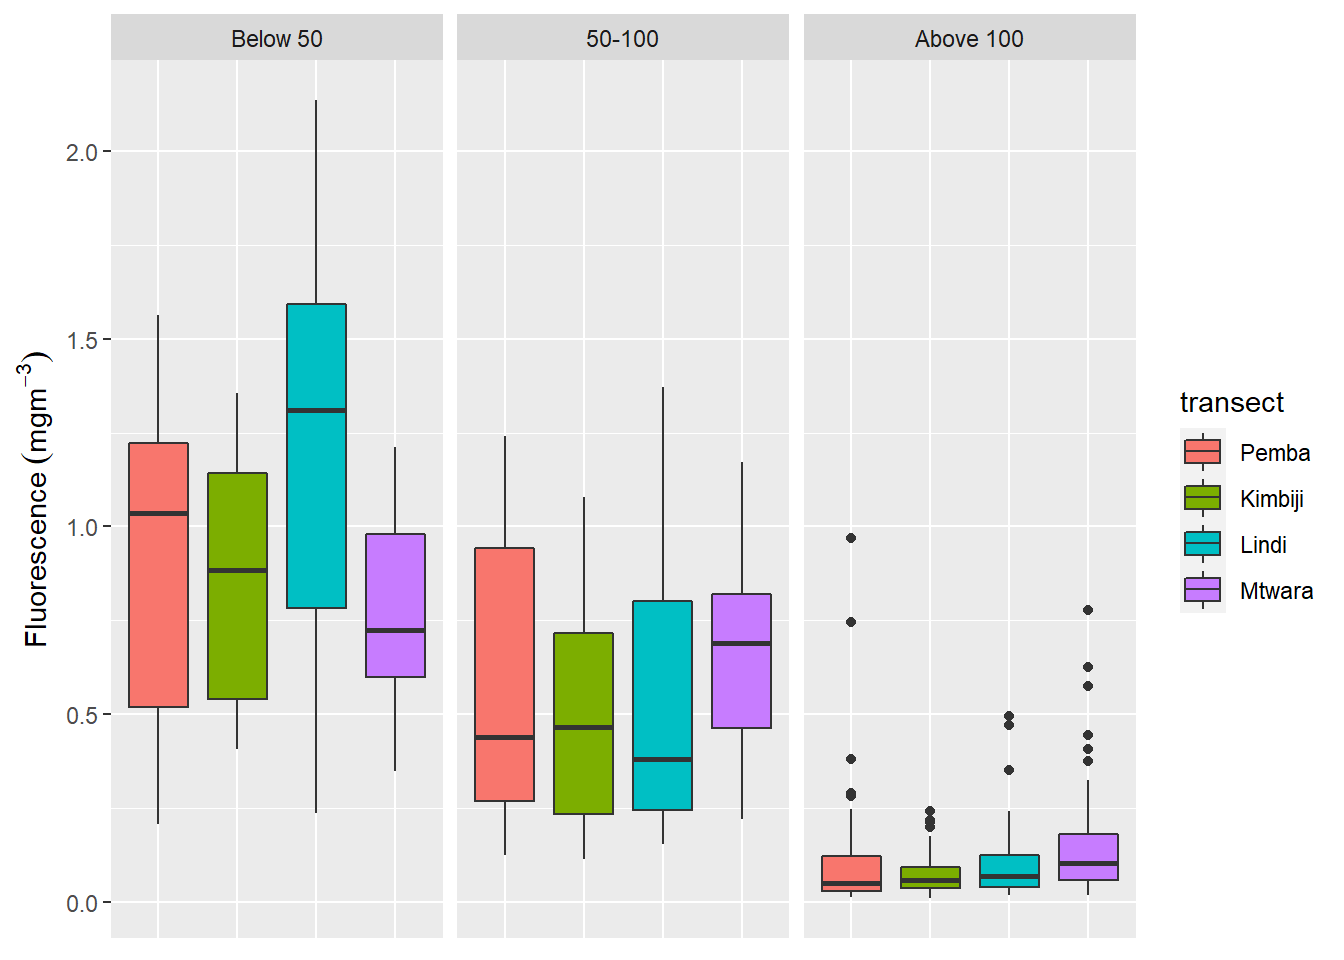 Below 50
50-100
Above 100
2.0
1.5
1.0
0.5
0.0
Fluorescence (mgm⁻³)
transect
Pemba
Kimbiji
Lindi
Mtwara